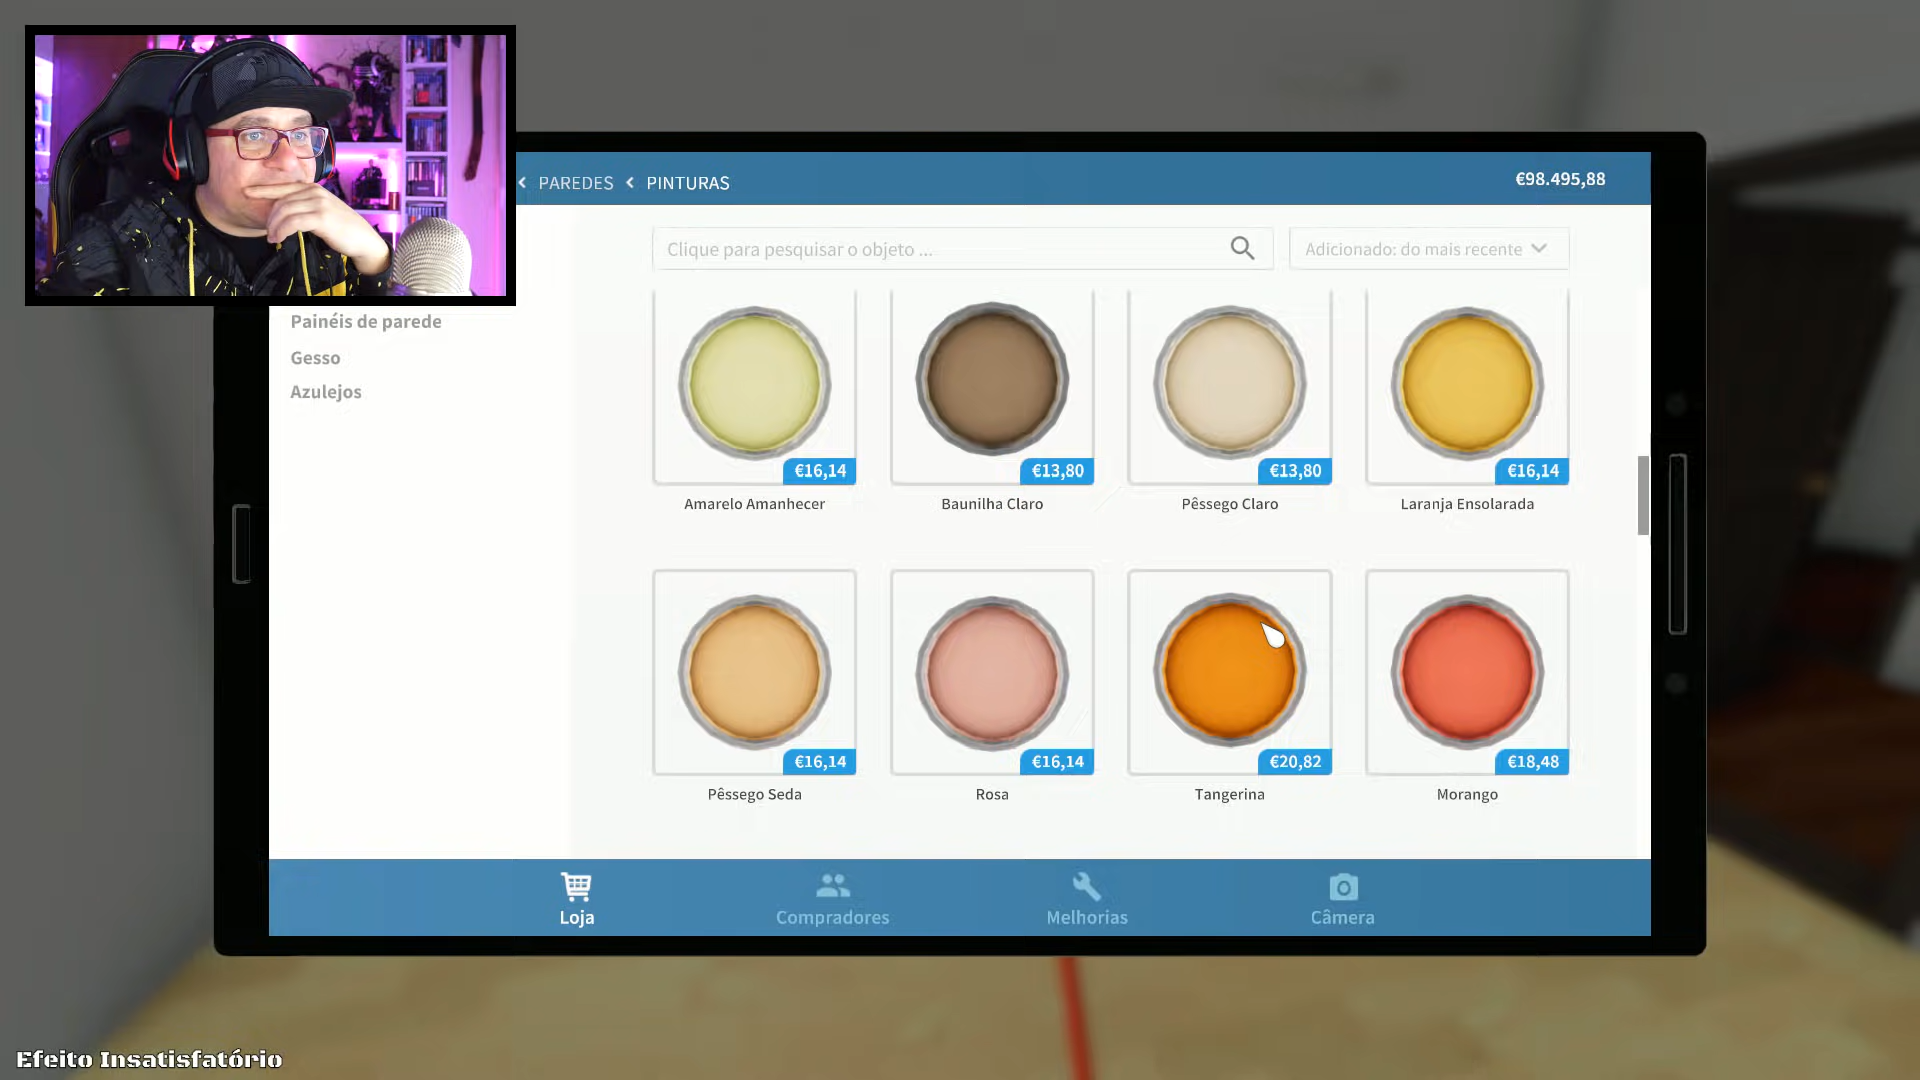 PAREDES
PINTURAS
€98.495,88
Clique para pesquisar o objeto ...
Adicionado: do mais recente
Painéis de parede
Gesso
Azulejos
€16,14
€13,80
€13,80
€16,14
Amarelo Amanhecer
Baunilha Claro
Pêssego Claro
Laranja Ensolarada
€16,14
€16,14
€20,82
€18,48
Pêssego Seda
Rosa
Tangerina
Morango
Loja
Compradores
Melhorias
Câmera
Efeito Insatisfatório